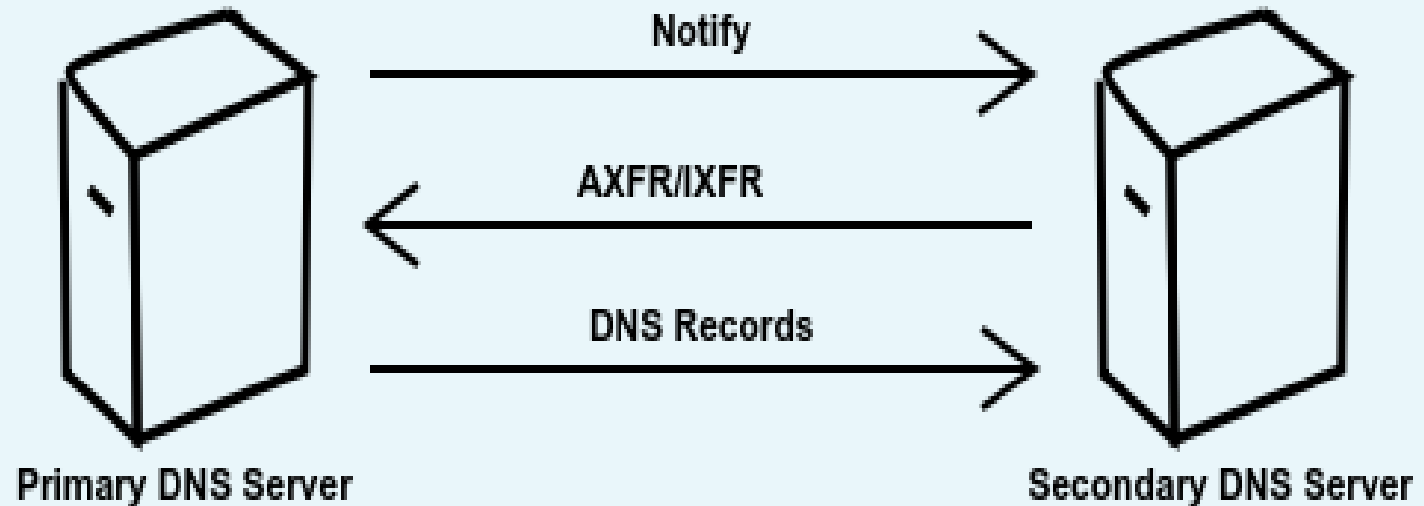 Notify
AXFR/IXFR
DNS Records
Primary DNS Server
Secondary DNS Server